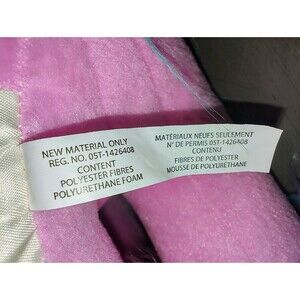 NEW MATERIAL ONLY
REG. NO. 05T-1426408
CONTENT
POLYESTER FIBRES
POLYURETHANE FOAM
MATÉRIAUX NEUFS SEULEMENT
N° DE PERMIS 05T-1426408
CONTENU
FIBRES DE POLYESTER
MOUSSE DE POLYURETHANE